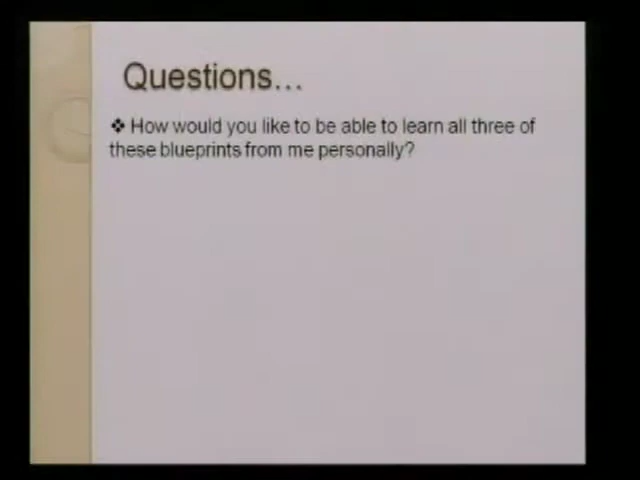 Questions...
❖ How would you like to be able to learn all three of
these blueprints from me personally?